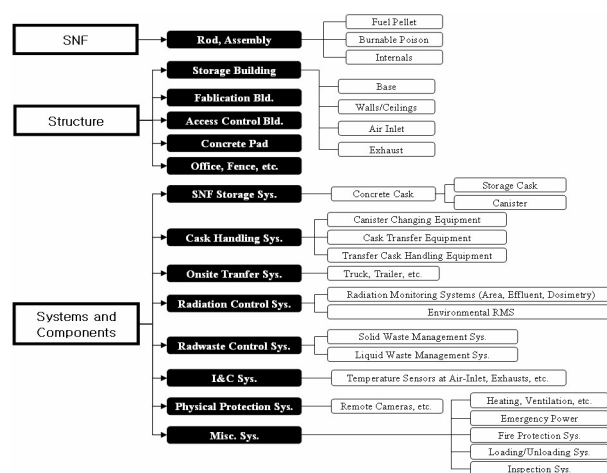 SNF
Rod, Assembly
Fuel Pellet
Burnable Poison
Internals
Structure
Storage Building
Fablication Bld.
Access Control Bld.
Concrete Pad
Office, Fence, etc.
Base
Walls/Ceilings
Air Inlet
Exhaust
Systems and
Components
SNF Storage Sys.
Concrete Cask
Storage Cask
Canister
Cask Handling Sys.
Canister Changing Equipment
Cask Transfer Equipment
Transfer Cask Handling Equipment
Onsite Tranfer Sys.
Truck, Trailer, etc.
Radiation Control Sys.
Radiation Monitoring Systems (Area, Effluent, Dosimetry)
Environmental RMS
Radwaste Control Sys.
Solid Waste Management Sys.
Liquid Waste Management Sys.
I&C Sys.
Temperature Sensors at Air-Inlet, Exhausts, etc.
Physical Protection Sys.
Remote Cameras, etc.
Misc. Sys.
Heating, Ventilation, etc.
Emergency Power
Fire Protection Sys.
Loading/Unloading Sys.
Inspection Sys.